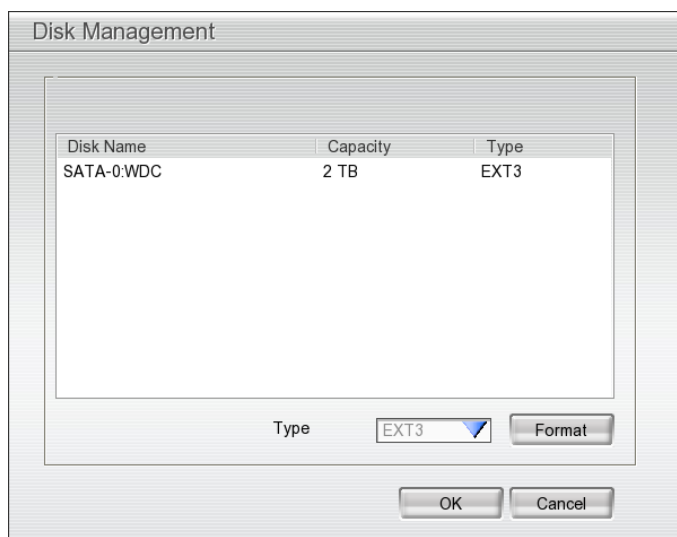 Disk Management
Disk Name Capacity Type
SATA-0:WDC 2 TB EXT3
Type EXT3 Format
OK Cancel